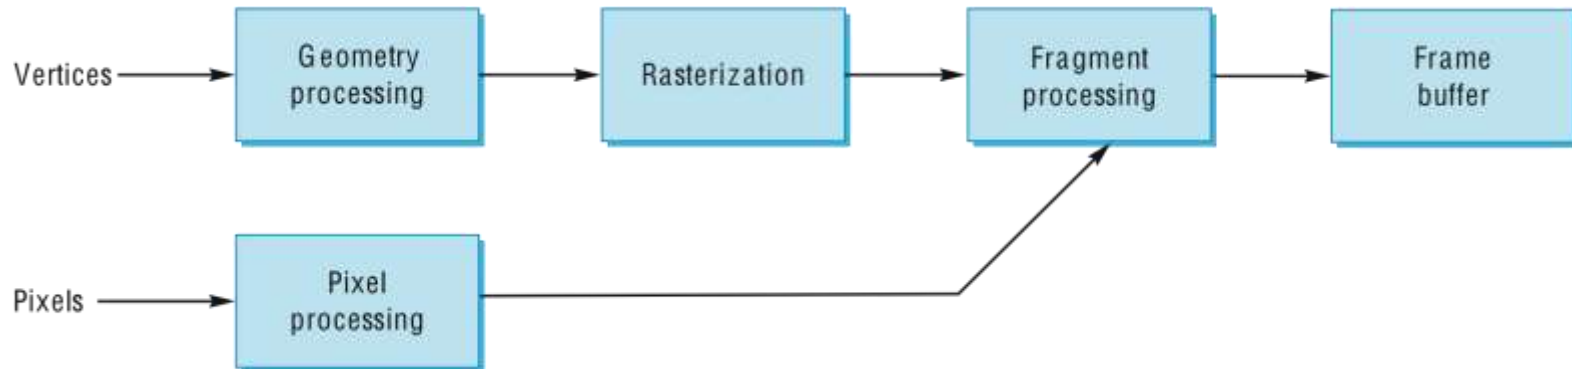 Vertices
Geometry
processing
Rasterization
Fragment
processing
Frame
buffer
Pixels
Pixel
processing